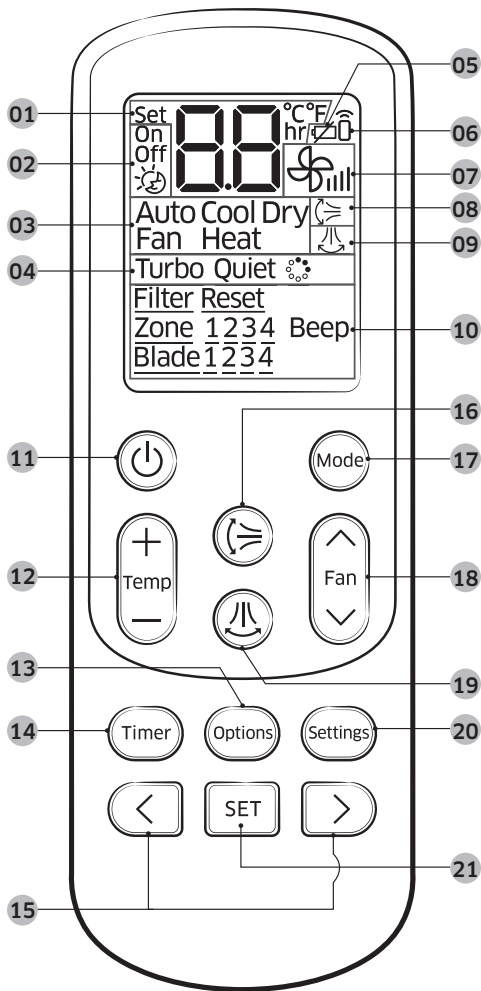 05
01 Set 88 °C°F
On hr 06
02 Off
07
03 Auto Cool Dry 08
Fan Heat 09
04 Turbo Quiet
Filter Reset
Zone 1234 Beep 10
Blade 1234
16
11 Mode 17
12 + Temp − Fan 18
13 19
14 Timer Options Settings 20
< SET >
21
15